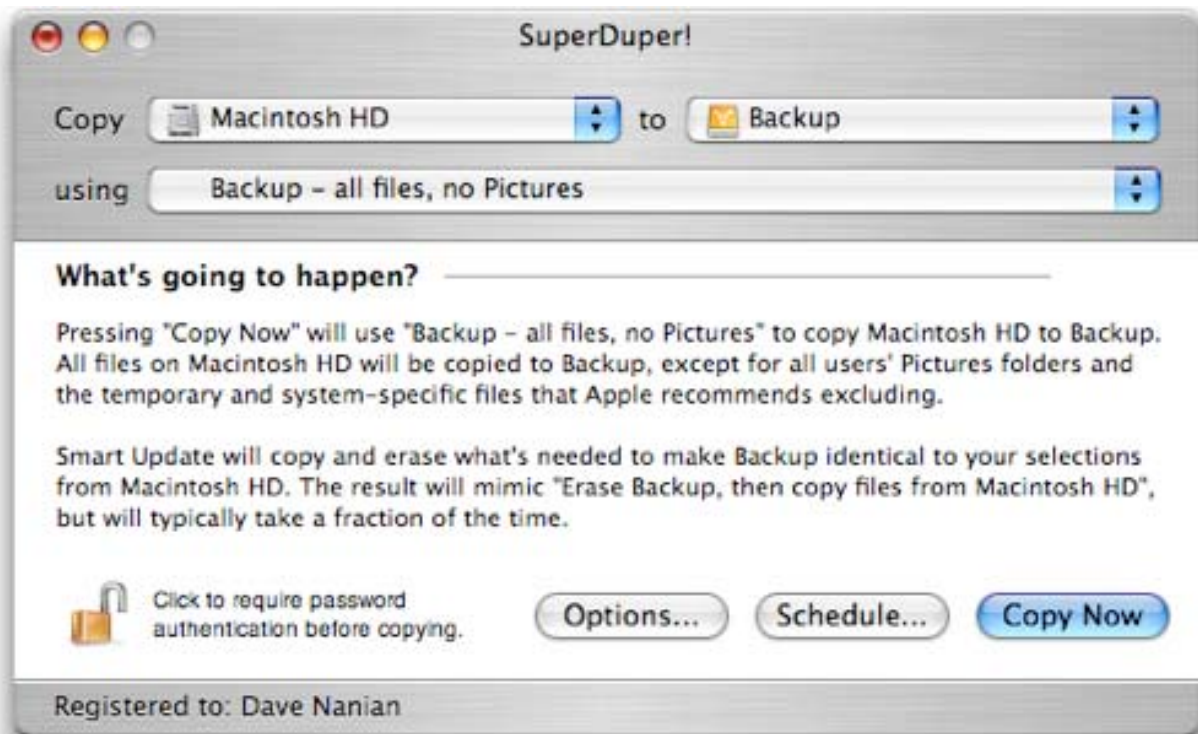 SuperDuper!
Copy Macintosh HD to Backup
using Backup – all files, no Pictures
What's going to happen?
Pressing "Copy Now" will use "Backup – all files, no Pictures" to copy Macintosh HD to Backup.
All files on Macintosh HD will be copied to Backup, except for all users' Pictures folders and
the temporary and system-specific files that Apple recommends excluding.
Smart Update will copy and erase what's needed to make Backup identical to your selections
from Macintosh HD. The result will mimic "Erase Backup, then copy files from Macintosh HD",
but will typically take a fraction of the time.
Click to require password
authentication before copying.
Options... Schedule... Copy Now
Registered to: Dave Nanian